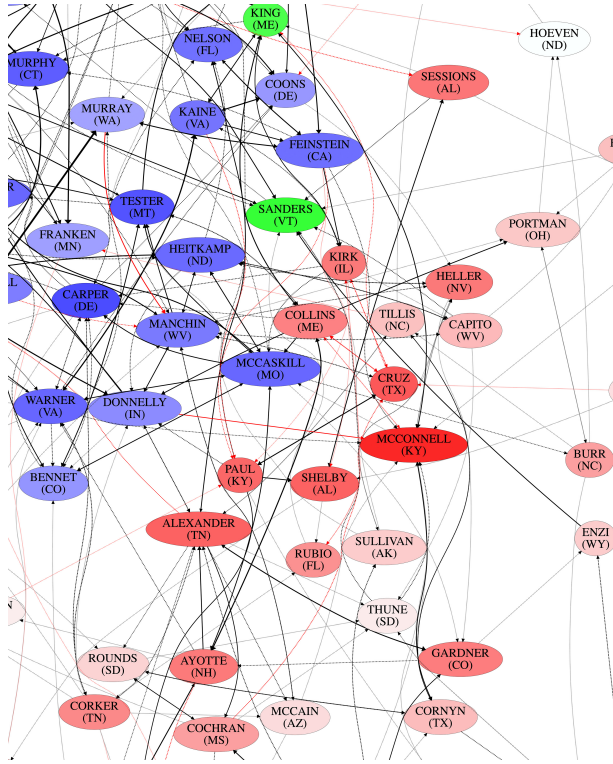 KING
(ME)
NELSON
(FL)
HOEVEN
(ND)
MURPHY
(CT)
COONS
(DE)
SESSIONS
(AL)
MURRAY
(WA)
KAINE
(VA)
FEINSTEIN
(CA)
TESTER
(MT)
SANDERS
(VT)
PORTMAN
(OH)
FRANKEN
(MN)
HEITKAMP
(ND)
KIRK
(IL)
HELLER
(NV)
CARPER
(DE)
MANCHIN
(WV)
COLLINS
(ME)
TILLIS
(NC)
CAPITO
(WV)
MCCASKILL
(MO)
CRUZ
(TX)
WARNER
(VA)
DONNELLY
(IN)
MCCONNELL
(KY)
BURR
(NC)
BENNET
(CO)
PAUL
(KY)
SHELBY
(AL)
ALEXANDER
(TN)
ENZI
(WY)
RUBIO
(FL)
SULLIVAN
(AK)
THUNE
(SD)
ROUNDS
(SD)
AYOTTE
(NH)
GARDNER
(CO)
CORKER
(TN)
MCCAIN
(AZ)
CORNYN
(TX)
COCHRAN
(MS)